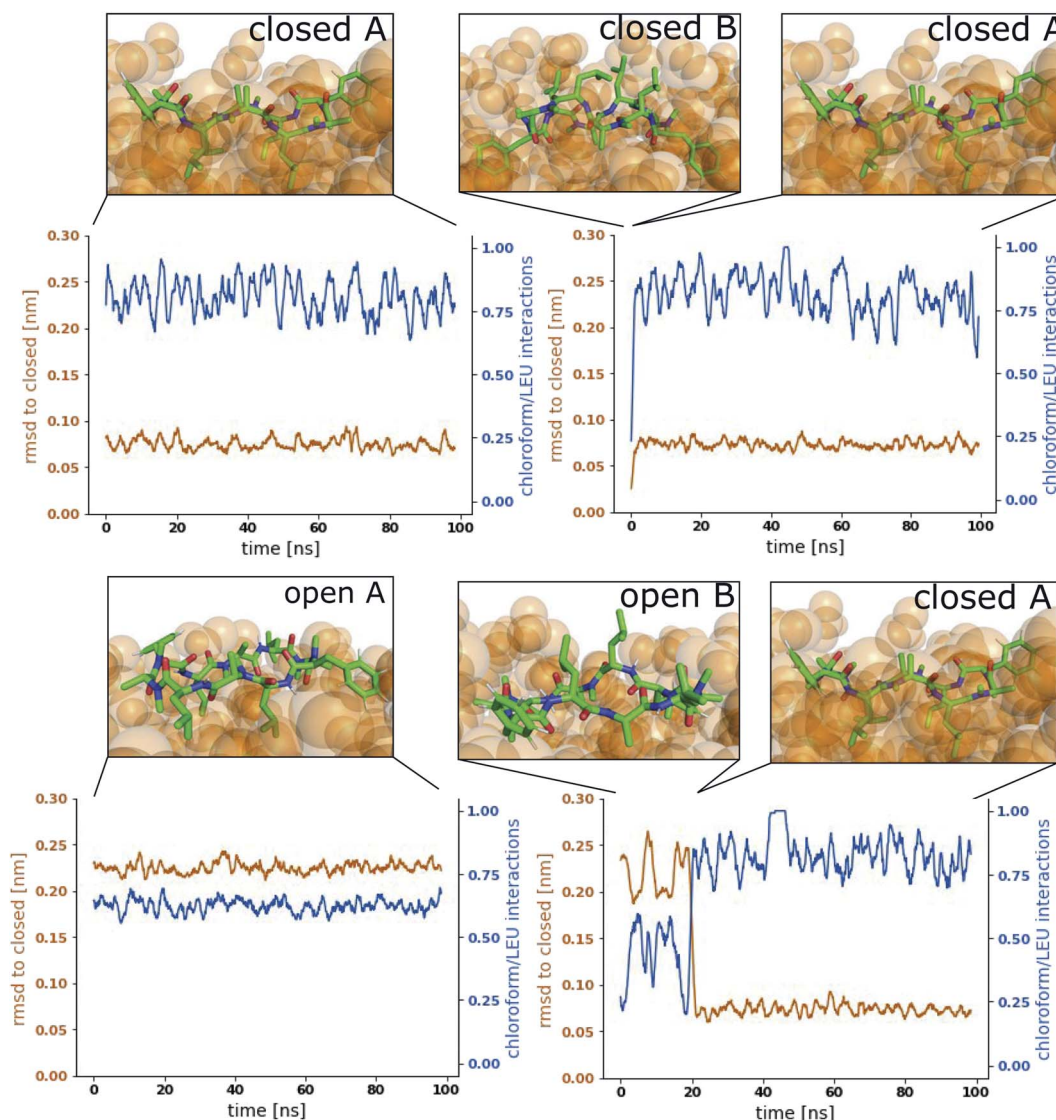 closed A
closed B
closed A
0.30
0.25
0.20
0.15
0.10
0.05
0.00
rmsd to closed [nm]
1.00
0.75
0.50
0.25
0.00
chloroform/LEU interactions
0 20 40 60 80 100
time [ns]
0.30
0.25
0.20
0.15
0.10
0.05
0.00
rmsd to closed [nm]
1.00
0.75
0.50
0.25
0.00
chloroform/LEU interactions
0 20 40 60 80 100
time [ns]
open A
open B
closed A
0.30
0.25
0.20
0.15
0.10
0.05
0.00
rmsd to closed [nm]
1.00
0.75
0.50
0.25
0.00
chloroform/LEU interactions
0 20 40 60 80 100
time [ns]
0.30
0.25
0.20
0.15
0.10
0.05
0.00
rmsd to closed [nm]
1.00
0.75
0.50
0.25
0.00
chloroform/LEU interactions
0 20 40 60 80 100
time [ns]